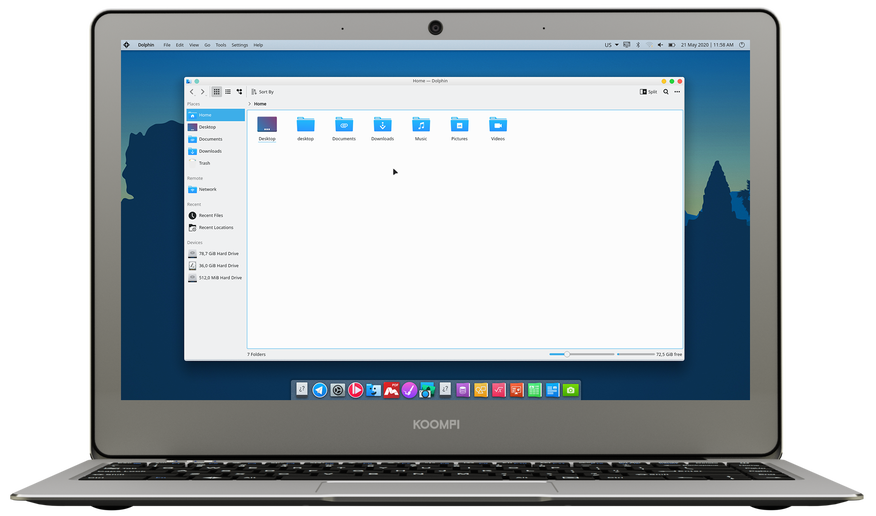 Dolphin File Edit View Go Tools Settings Help US 21 May 2020 | 11:58 AM
Home — Dolphin
Sort By Split
Places
Home
Home
Desktop
Documents
Downloads
Trash
Remote
Network
Recent
Recent Files
Recent Locations
Devices
78,7 GiB Hard Drive
36,0 GiB Hard Drive
512,0 MiB Hard Drive
Desktop desktop Documents Downloads Music Pictures Videos
7 Folders 72,5 GiB free
PDF
KOOMPI